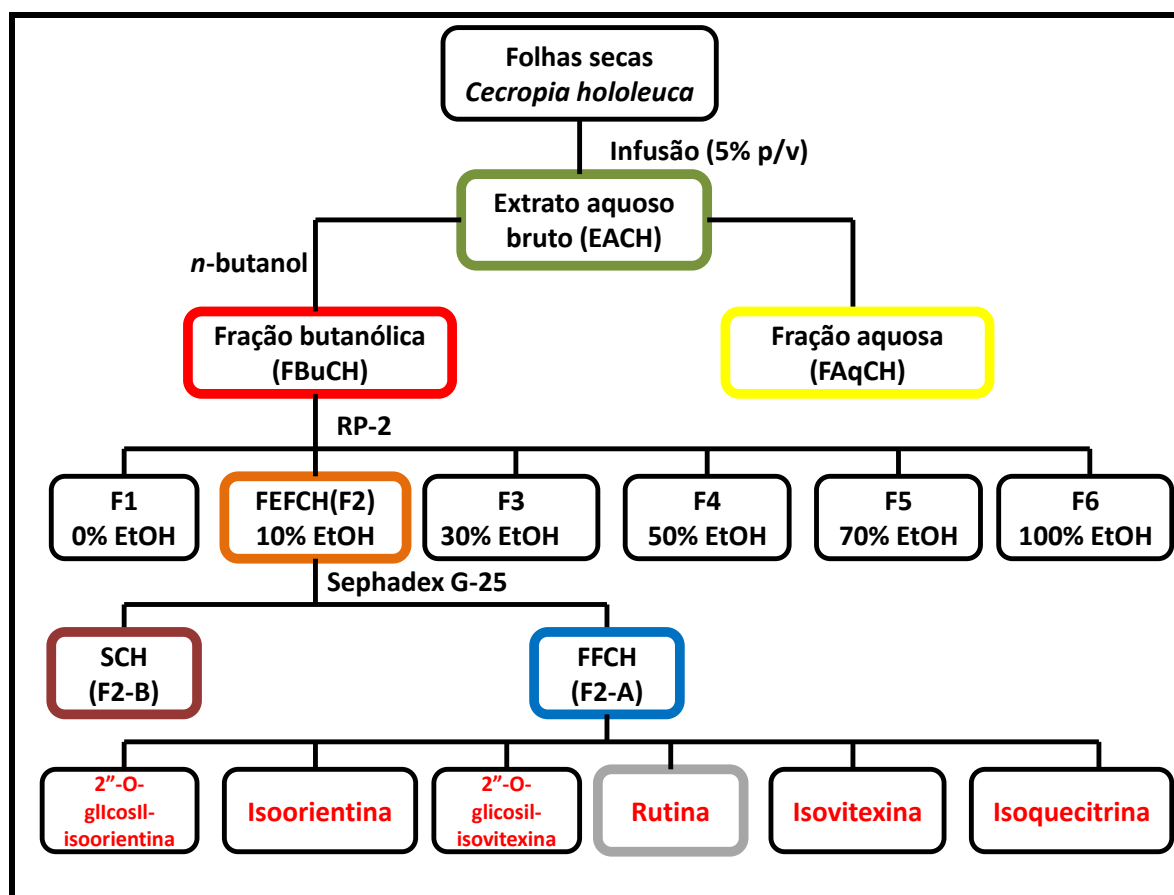 Folhas secas
Cecropia hololeuca
Infusão (5% p/v)
Extrato aquoso
bruto (EACH)
n-butanol
Fração butanólica
(FBuCH)
Fração aquosa
(FAqCH)
RP-2
F1
0% EtOH
FEFCH(F2)
10% EtOH
F3
30% EtOH
F4
50% EtOH
F5
70% EtOH
F6
100% EtOH
Sephadex G-25
SCH
(F2-B)
FFCH
(F2-A)
2”-O-
glIcosIl-
isoorientina
Isoorientina
2”-O-
glicosil-
isovitexina
Rutina
Isovitexina
Isoquecitrina